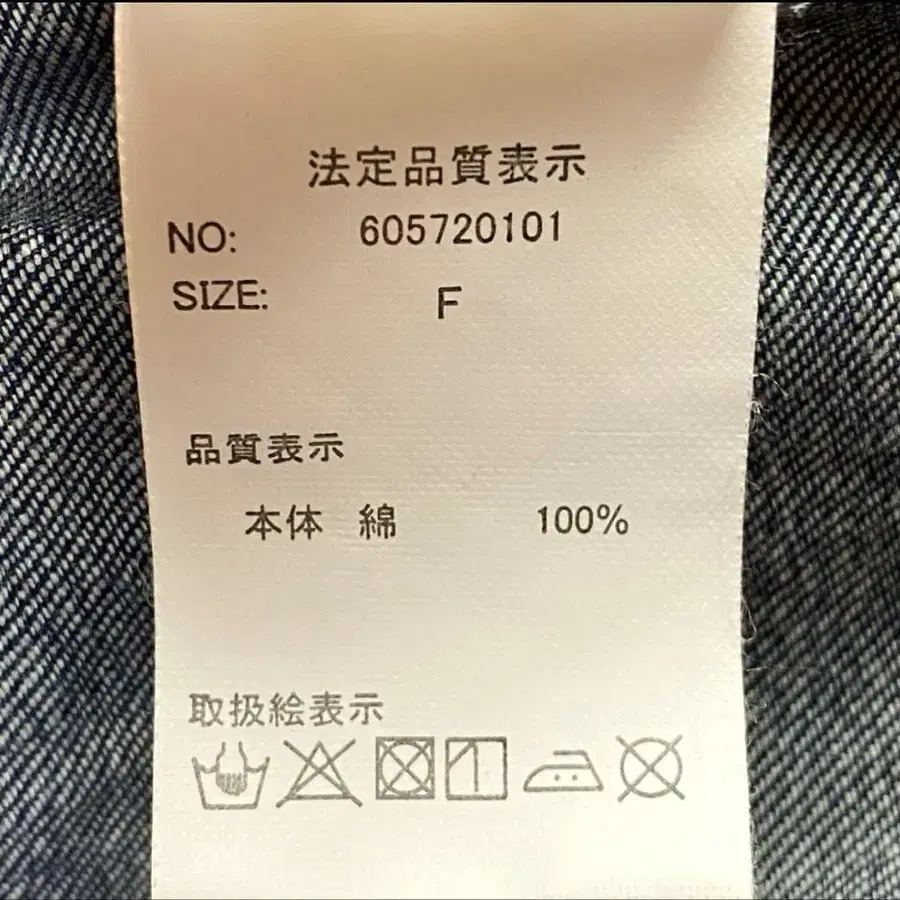 法定品質表示
NO: 605720101
SIZE: F
品質表示
本体 綿 100%
取扱絵表示